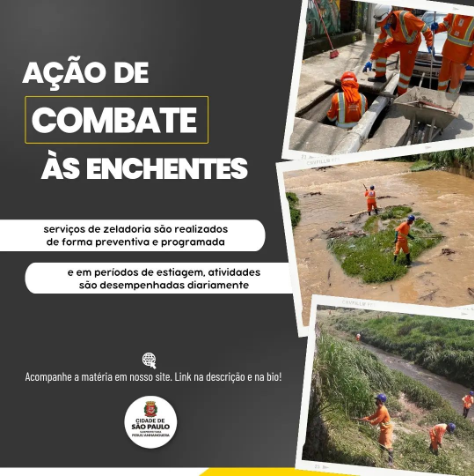 AÇÃO DE
COMBATE
ÀS ENCHENTES
serviços de zeladoria são realizados
de forma preventiva e programada
e em períodos de estiagem, atividades
são desempenhadas diariamente
Acompanhe a matéria em nosso site. Link na descrição e na bio!
CIDADE DE
SÃO PAULO